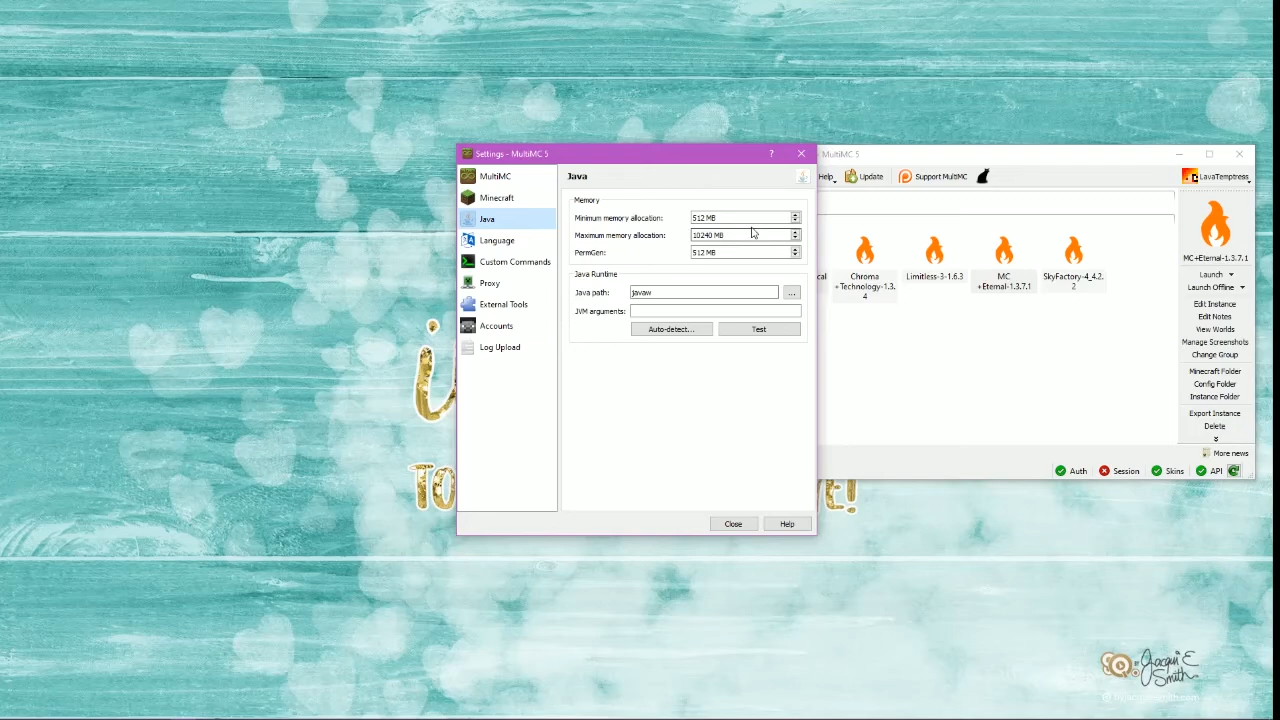 Settings - MultiMC 5
?
MultiMC
Minecraft
Java
Language
Custom Commands
Proxy
External Tools
Accounts
Log Upload
Java
Memory
Minimum memory allocation: 512 MB
Maximum memory allocation: 10240 MB
PermGen: 512 MB
Java Runtime
Java path: javaw ...
JVM arguments:
Auto-detect... Test
Close Help
MultiMC 5
Help Update Support MultiMC LavaTemptress
Chroma
+Technology-1.3.
4
Limitless-3-1.6.3
MC
+Eternal-1.3.7.1
SkyFactory-4_4.2.
2
MC+Eternal-1.3.7.1
Launch
Launch Offline
Edit Instance
Edit Notes
View Worlds
Manage Screenshots
Change Group
Minecraft Folder
Config Folder
Instance Folder
Export Instance
Delete
More news
Auth Session Skins API
TO
E!
Jacqui E
Smith